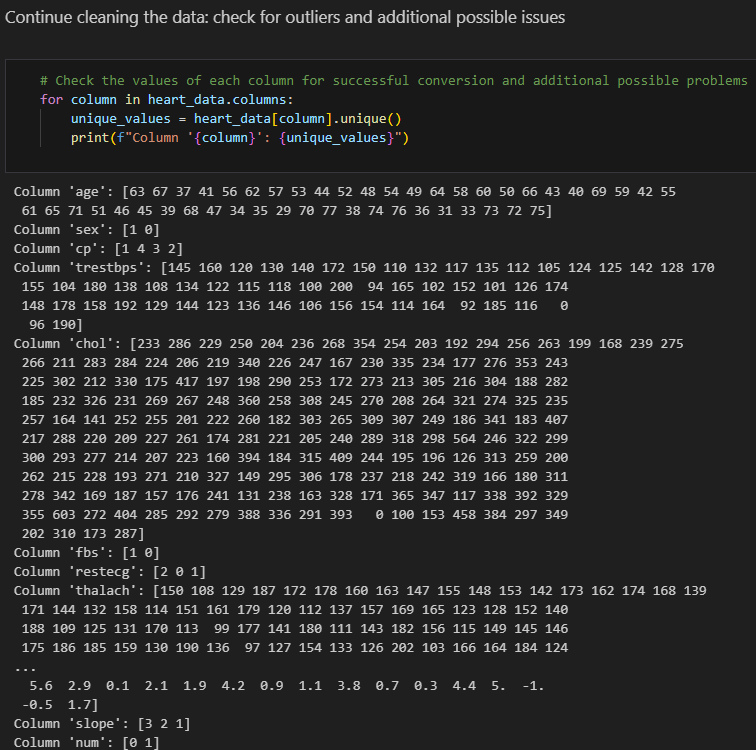 Continue cleaning the data: check for outliers and additional possible issues
# Check the values of each column for successful conversion and additional possible problems
for column in heart_data.columns:
    unique_values = heart_data[column].unique()
    print(f"Column '{column}': {unique_values}")
Column 'age': [63 67 37 41 56 62 57 53 44 52 48 54 49 64 58 60 50 66 43 40 69 59 42 55
 61 65 71 51 46 45 39 68 47 34 35 29 70 77 38 74 76 36 31 33 73 72 75]
Column 'sex': [1 0]
Column 'cp': [1 4 3 2]
Column 'trestbps': [145 160 120 130 140 172 150 110 132 117 135 112 105 124 125 142 128 170
 155 104 180 138 108 134 122 115 118 100 200  94 165 102 152 101 126 174
 148 178 158 192 129 144 123 136 146 106 156 154 114 164  92 185 116   0
  96 190]
Column 'chol': [233 286 229 250 204 236 268 354 254 203 192 294 256 263 199 168 239 275
 266 211 283 284 224 206 219 340 226 247 167 230 335 234 177 276 353 243
 225 302 212 330 175 417 197 198 290 253 172 273 213 305 216 304 188 282
 185 232 326 231 269 267 248 360 258 308 245 270 208 264 321 274 325 235
 257 164 141 252 255 201 222 260 182 303 265 309 307 249 186 341 183 407
 217 288 220 209 227 261 174 281 221 205 240 289 318 298 564 246 322 299
 300 293 277 214 207 223 160 394 184 315 409 244 195 196 126 313 259 200
 262 215 228 193 271 210 327 149 295 306 178 237 218 242 319 166 180 311
 278 342 169 187 157 176 241 131 238 163 328 171 365 347 117 338 392 329
 355 603 272 404 285 292 279 388 336 291 393   0 100 153 458 384 297 349
 202 310 173 287]
Column 'fbs': [1 0]
Column 'restecg': [2 0 1]
Column 'thalach': [150 108 129 187 172 178 160 163 147 155 148 153 142 173 162 174 168 139
 171 144 132 158 114 151 161 179 120 112 137 157 169 165 123 128 152 140
 188 109 125 131 170 113  99 177 141 180 111 143 182 156 115 149 145 146
 175 186 185 159 130 190 136  97 127 154 133 126 202 103 166 164 184 124
...
  5.6  2.9  0.1  2.1  1.9  4.2  0.9  1.1  3.8  0.7  0.3  4.4  5.  -1.
 -0.5  1.7]
Column 'slope': [3 2 1]
Column 'num': [0 1]